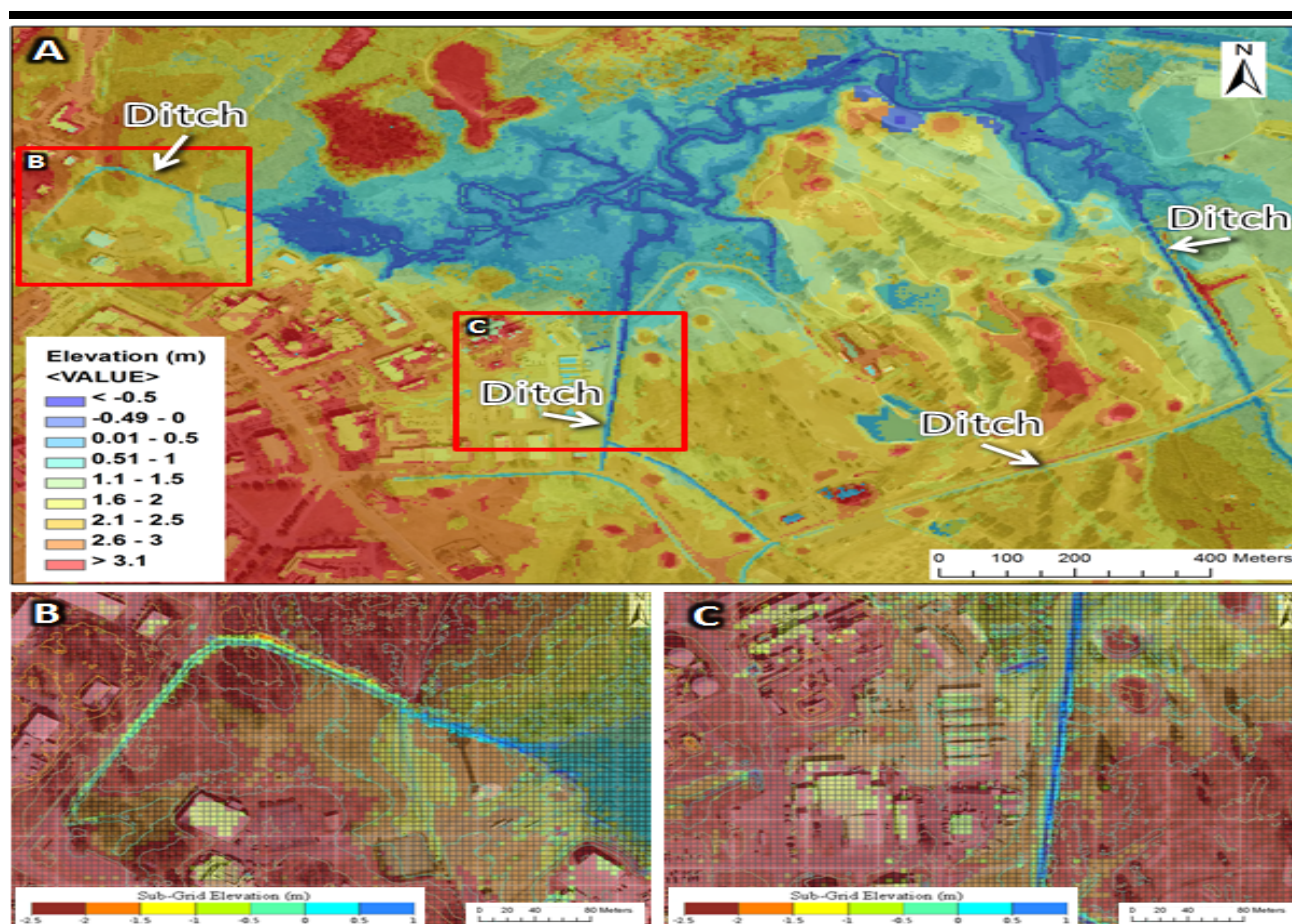 A
N
Ditch
B
Ditch
C
Ditch
Ditch
Elevation (m)
<VALUE>
< -0.5
-0.49 - 0
0.01 - 0.5
0.51 - 1
1.1 - 1.5
1.6 - 2
2.1 - 2.5
2.6 - 3
> 3.1
0 100 200 400 Meters
B
C
Sub-Grid Elevation (m)
-2.5 -2 -1.5 -1 -0.5 0 0.5 1
0 20 40 80 Meters
Sub-Grid Elevation (m)
-2.5 -2 -1.5 -1 -0.5 0 0.5 1
0 20 40 80 Meters